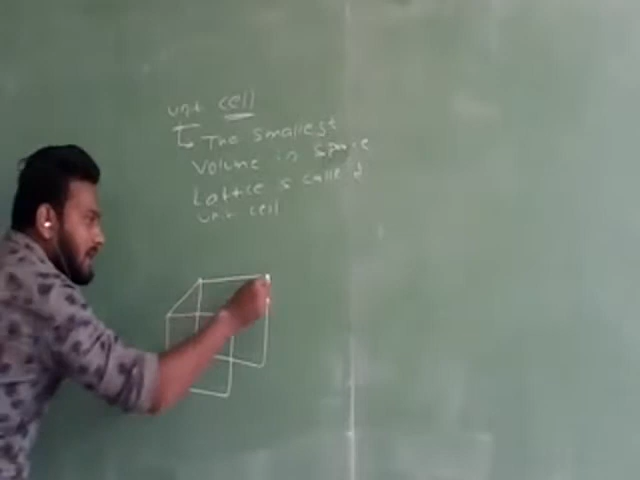 unit cell
The smallest
Volume in space
Lattice is called
unit cell